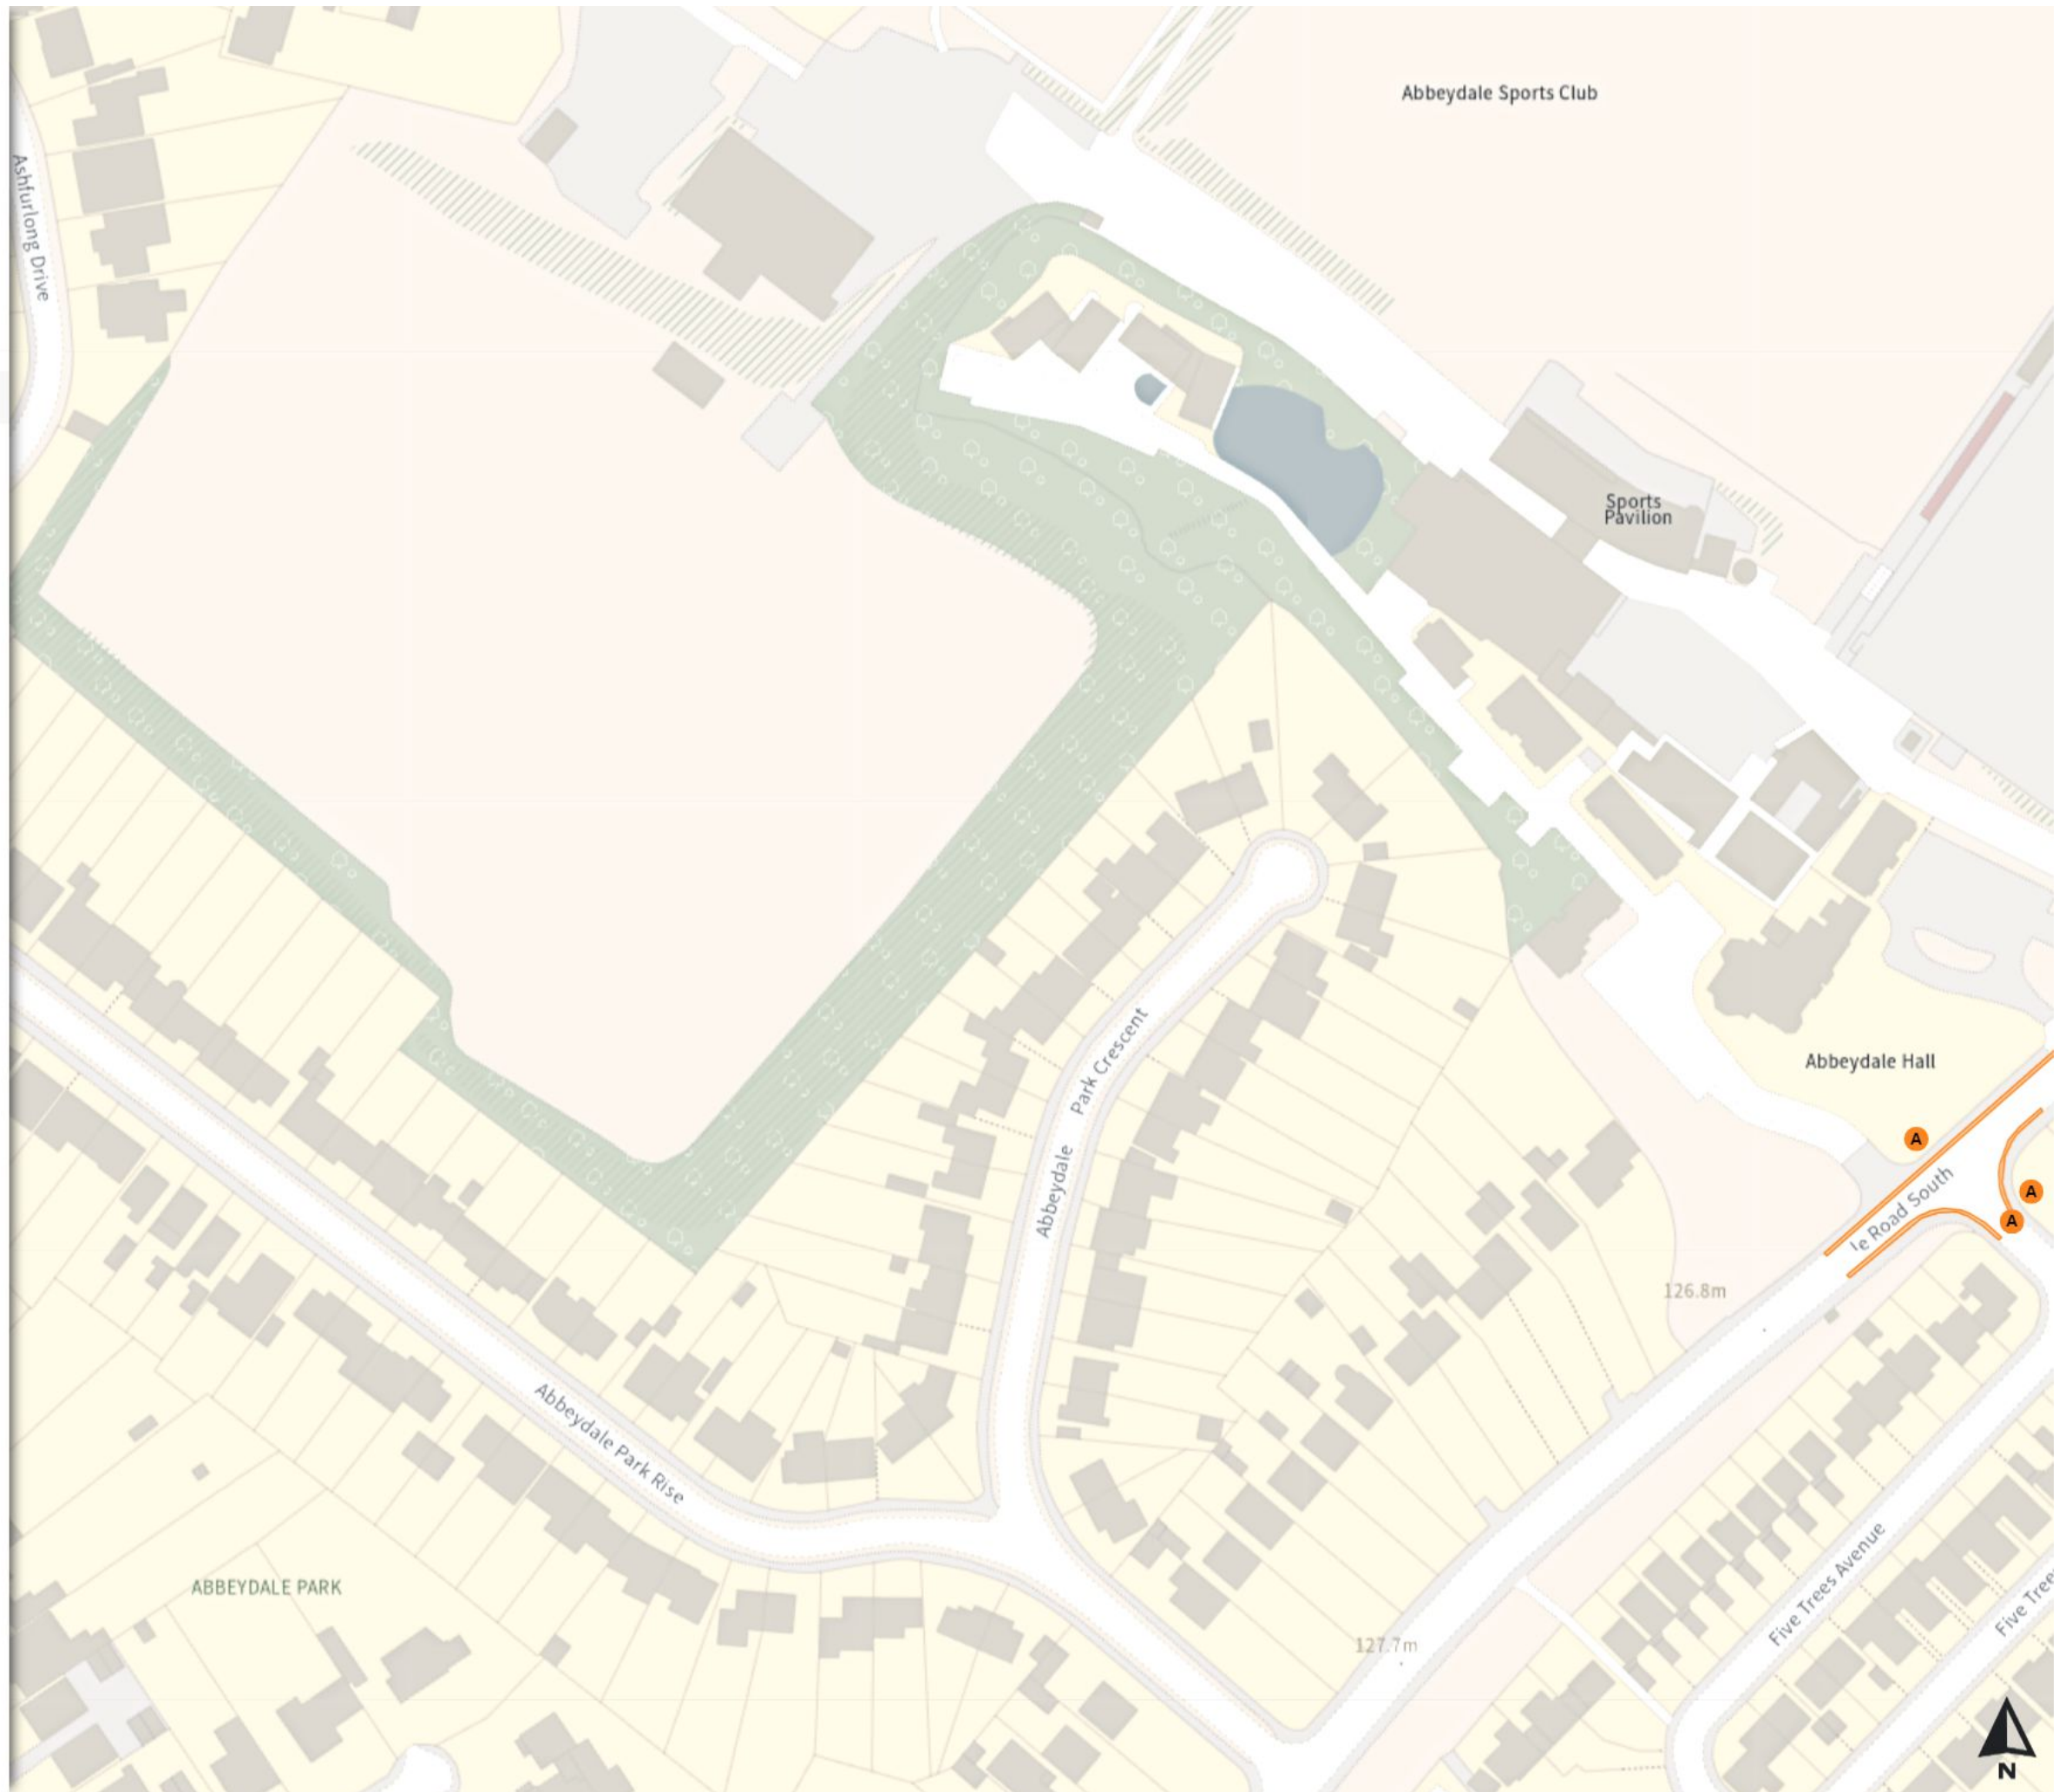 Abbeydale Sports Club
Ashfurlong Drive
Sports
Pavilion
Abbeydale Park Crescent
Abbeydale Hall
A
A
A
le Road South
126.8m
Abbeydale Park Rise
ABBEYDALE PARK
127.7m
Five Trees Avenue
Five Tree
N